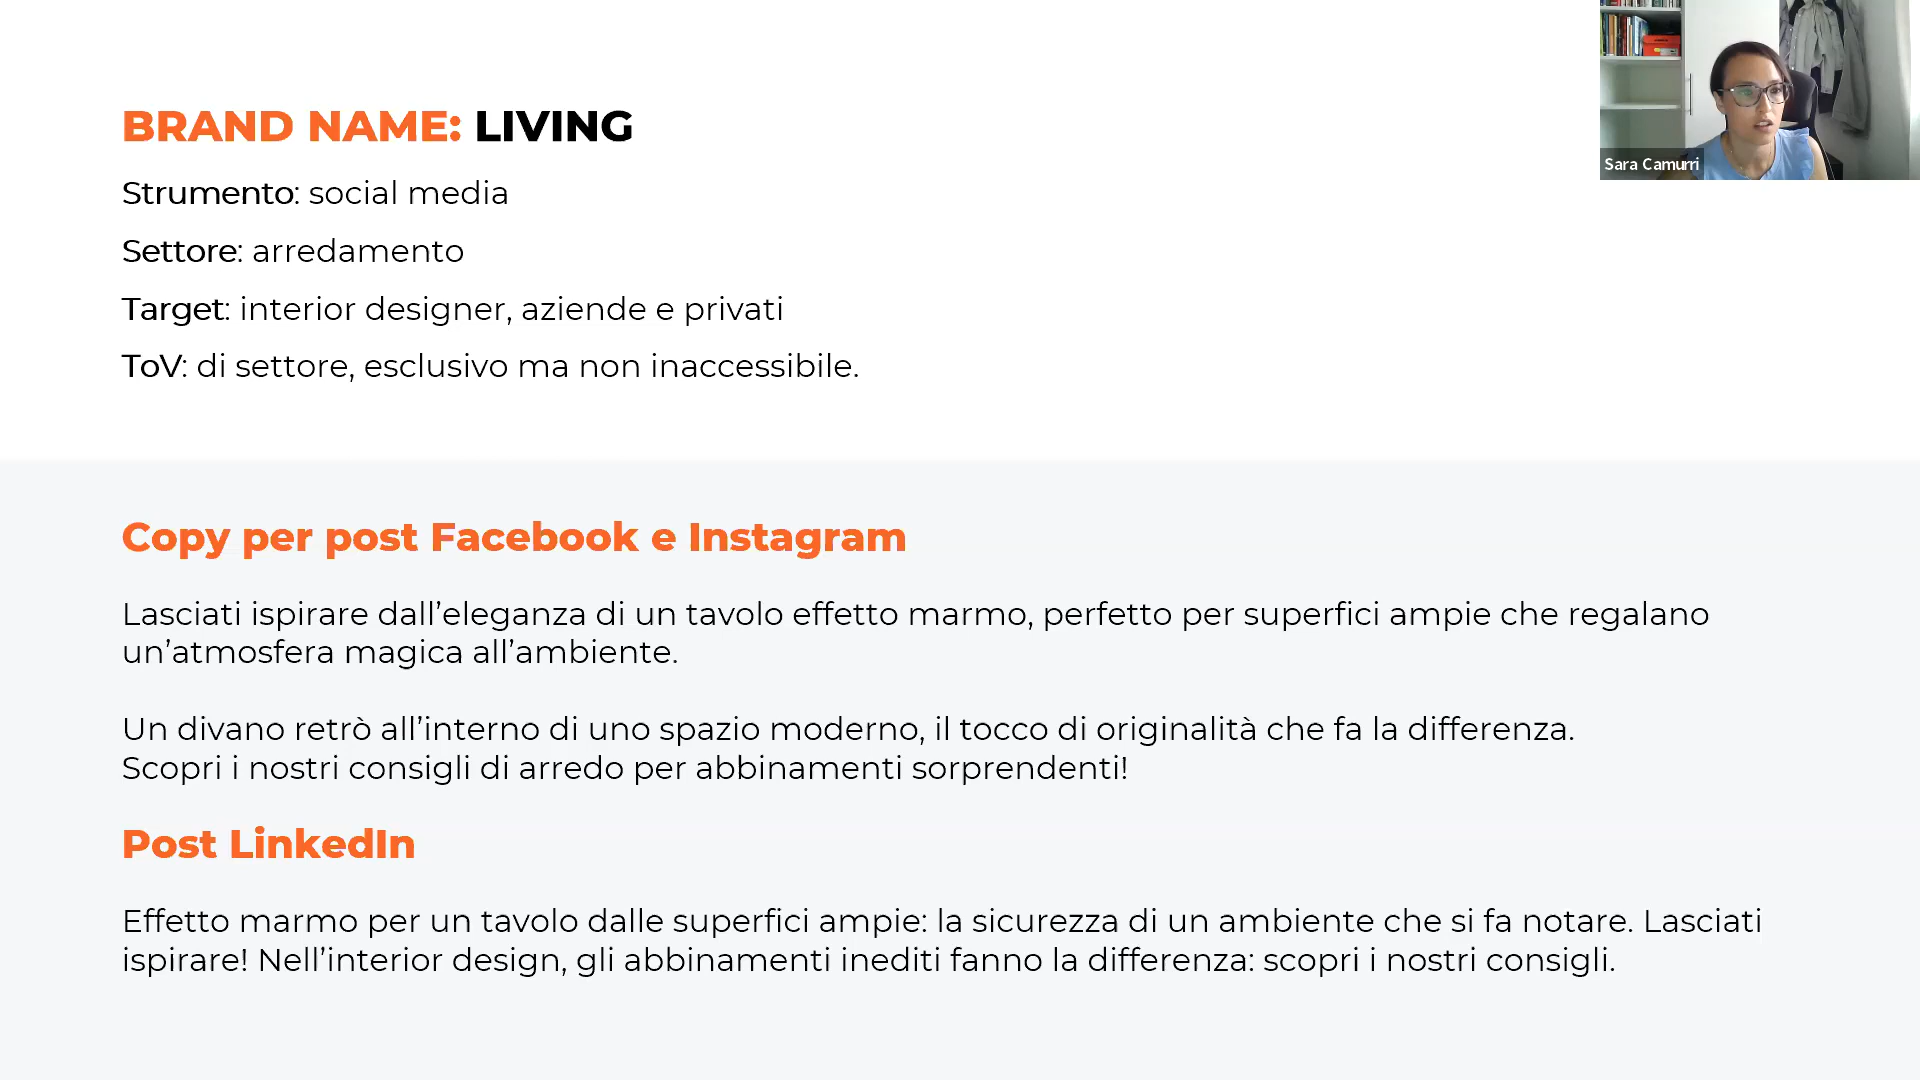 BRAND NAME: LIVING
Strumento: social media
Settore: arredamento
Target: interior designer, aziende e privati
ToV: di settore, esclusivo ma non inaccessibile.
Sara Camurri
Copy per post Facebook e Instagram
Lasciati ispirare dall’eleganza di un tavolo effetto marmo, perfetto per superfici ampie che regalano
un’atmosfera magica all’ambiente.
Un divano retrò all’interno di uno spazio moderno, il tocco di originalità che fa la differenza.
Scopri i nostri consigli di arredo per abbinamenti sorprendenti!
Post LinkedIn
Effetto marmo per un tavolo dalle superfici ampie: la sicurezza di un ambiente che si fa notare. Lasciati
ispirare! Nell’interior design, gli abbinamenti inediti fanno la differenza: scopri i nostri consigli.